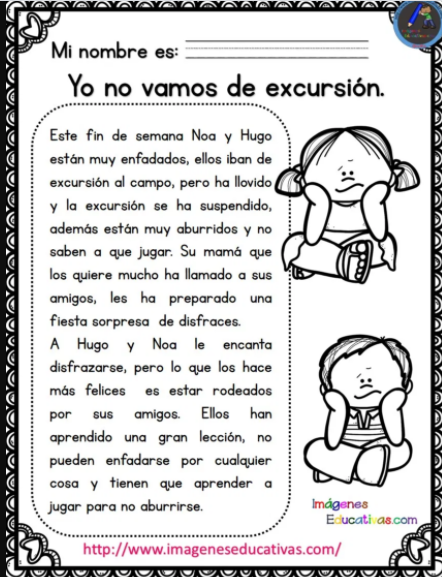 Mi nombre es:
Yo no vamos de excursión.
Este fin de semana Noa y Hugo
están muy enfadados, ellos iban de
excursión al campo, pero ha llovido
y la excursión se ha suspendido,
además están muy aburridos y no
saben a que jugar. Su mamá que
los quiere mucho ha llamado a sus
amigos, les ha preparado una
fiesta sorpresa de disfraces.
A Hugo y Noa le encanta
disfrazarse, pero lo que los hace
más felices es estar rodeados
por sus amigos. Ellos han
aprendido una gran lección, no
pueden enfadarse por cualquier
cosa y tienen que aprender a
jugar para no aburrirse.
Imágenes
Educativas.com
http://www.imageneseducativas.com/